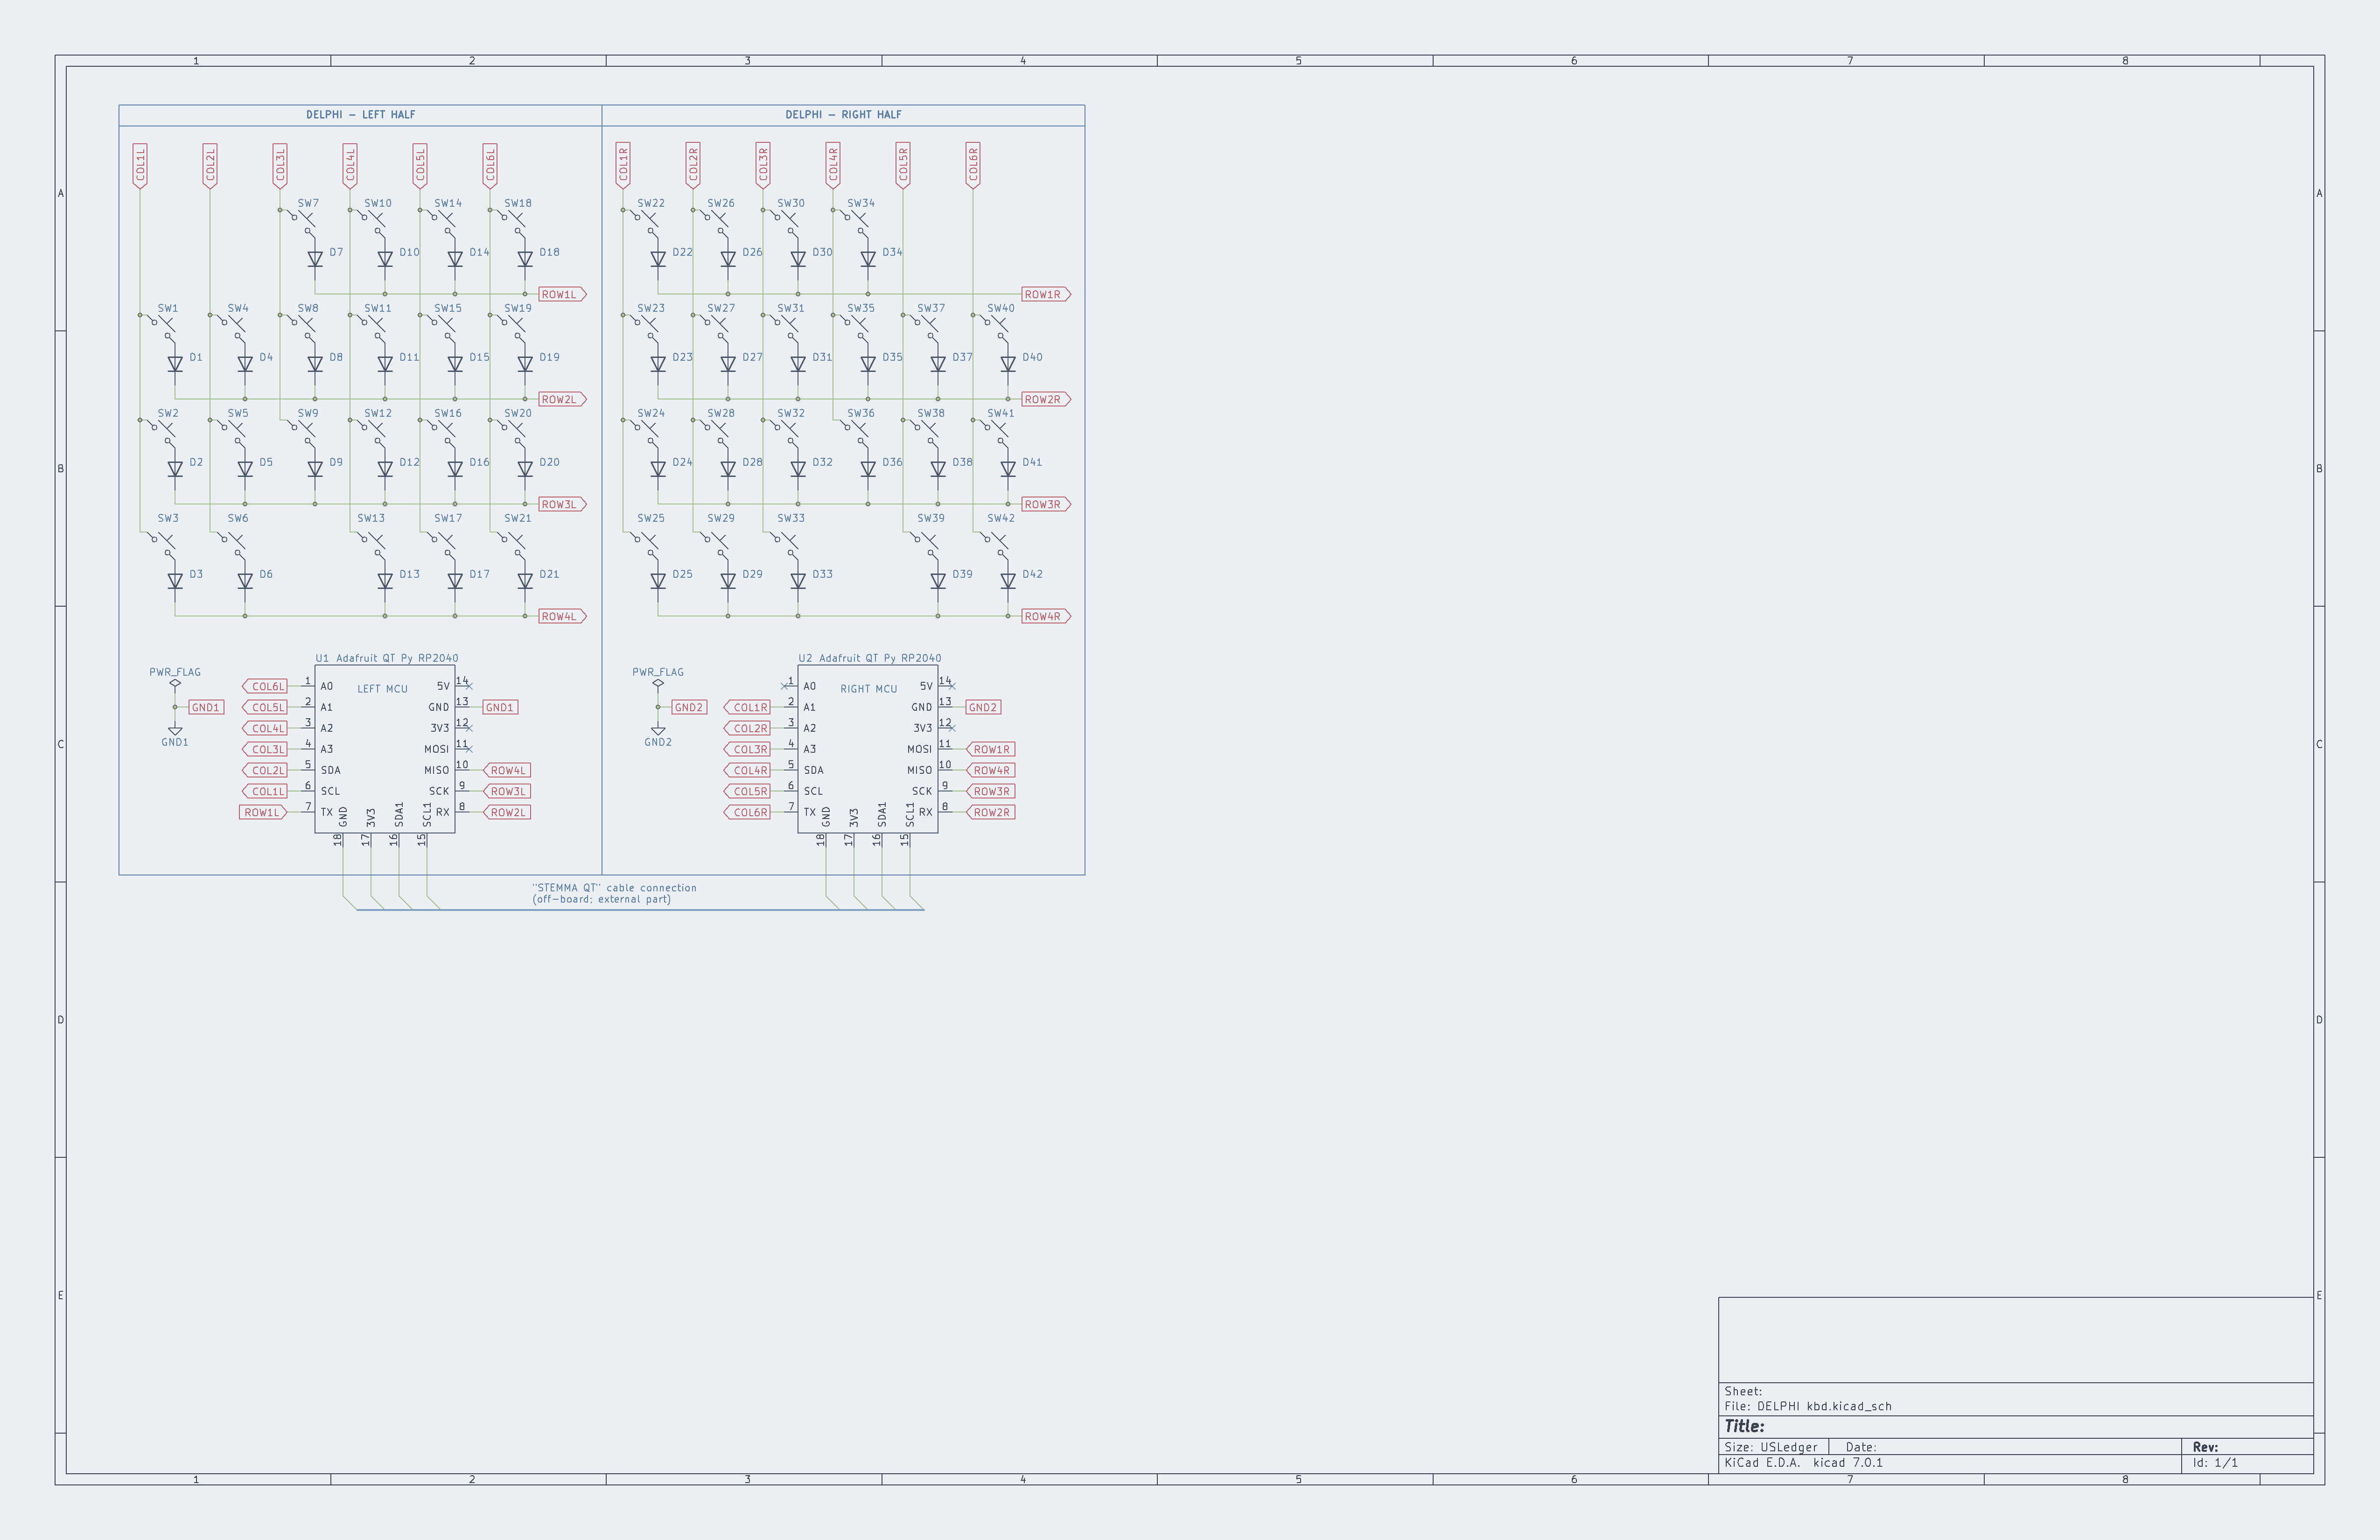 1 2 3 4 5 6 7 8
DELPHI – LEFT HALF DELPHI – RIGHT HALF
COL1L COL2L COL3L COL4L COL5L COL6L COL1R COL2R COL3R COL4R COL5R COL6R
A A
SW7 SW10 SW14 SW18 SW22 SW26 SW30 SW34
D7 D10 D14 D18 D22 D26 D30 D34
ROW1L ROW1R
SW1 SW4 SW8 SW11 SW15 SW19 SW23 SW27 SW31 SW35 SW37 SW40
D1 D4 D8 D11 D15 D19 D23 D27 D31 D35 D37 D40
ROW2L ROW2R
SW2 SW5 SW9 SW12 SW16 SW20 SW24 SW28 SW32 SW36 SW38 SW41
D2 D5 D9 D12 D16 D20 D24 D28 D32 D36 D38 D41
B B
ROW3L ROW3R
SW3 SW6 SW13 SW17 SW21 SW25 SW29 SW33 SW39 SW42
D3 D6 D13 D17 D21 D25 D29 D33 D39 D42
ROW4L ROW4R
U1 Adafruit QT Py RP2040 U2 Adafruit QT Py RP2040
PWR_FLAG PWR_FLAG
COL6L 1 A0 LEFT MCU 5V 14 1 A0 RIGHT MCU 5V 14
GND1 COL5L 2 A1 GND 13 GND1 GND2 COL1R 2 A1 GND 13 GND2
COL4L 3 A2 3V3 12 COL2R 3 A2 3V3 12
GND1 GND2
C C
COL3L 4 A3 MOSI 11 COL3R 4 A3 MOSI 11 ROW1R
COL2L 5 SDA MISO 10 ROW4L COL4R 5 SDA MISO 10 ROW4R
COL1L 6 SCL SCK 9 ROW3L COL5R 6 SCL SCK 9 ROW3R
ROW1L 7 TX GND 3V3 SDA1 SCL1 RX 8 ROW2L COL6R 7 TX GND 3V3 SDA1 SCL1 RX 8 ROW2R
18 17 16 15 18 17 16 15
"STEMMA QT" cable connection
(off-board; external part)
D D
E E
Sheet:
File: DELPHI kbd.kicad_sch
Title:
Size: USLedger Date: Rev:
KiCad E.D.A. kicad 7.0.1 Id: 1/1
1 2 3 4 5 6 7 8